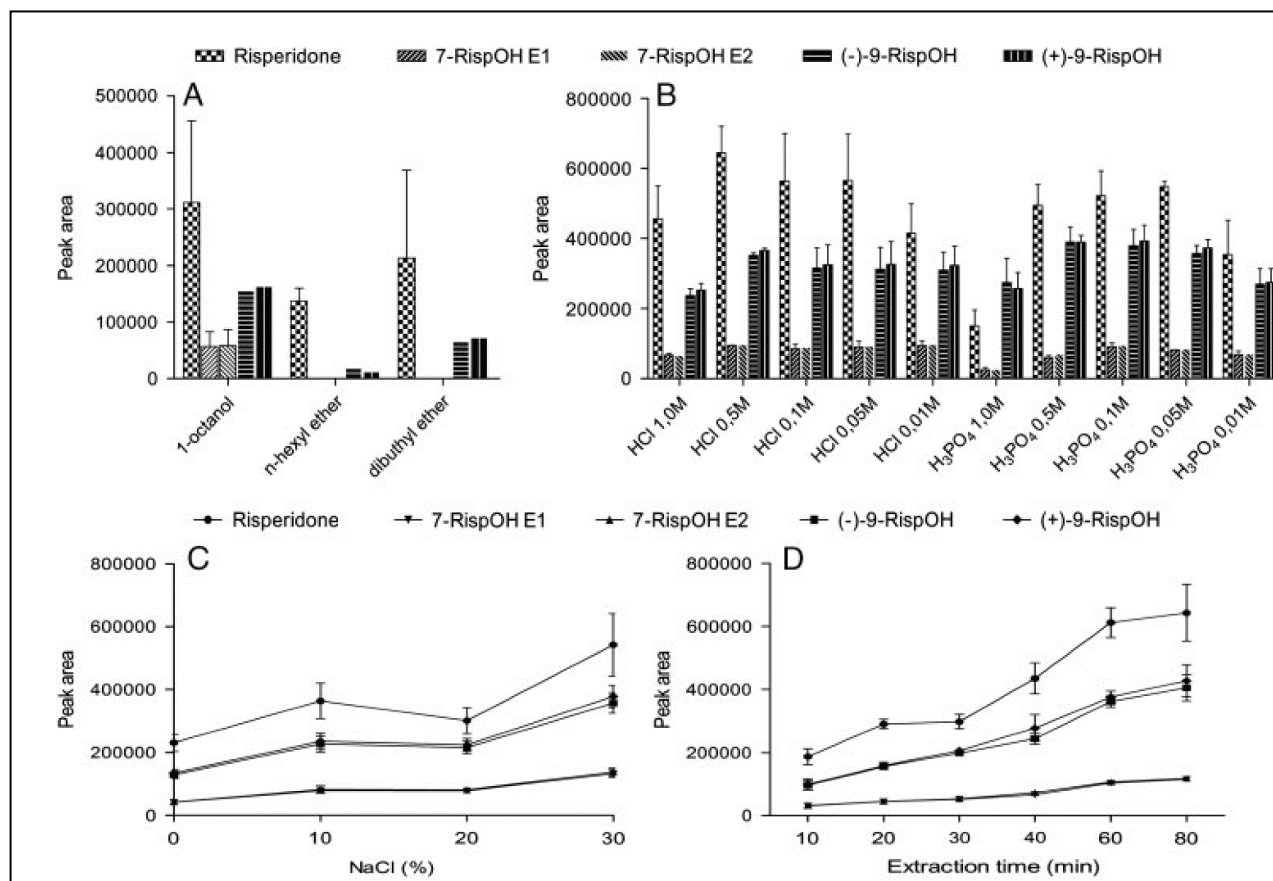 Risperidone 7-RispOH E1 7-RispOH E2 (-)-9-RispOH (+)-9-RispOH
A
500000
400000
300000
200000
100000
0
Peak area
1-octanol
n-hexyl ether
dibuthyl ether
B
800000
600000
400000
200000
0
Peak area
HCl 1,0M
HCl 0,5M
HCl 0,1M
HCl 0,05M
HCl 0,01M
H₃PO₄ 1,0M
H₃PO₄ 0,5M
H₃PO₄ 0,1M
H₃PO₄ 0,05M
H₃PO₄ 0,01M
Risperidone 7-RispOH E1 7-RispOH E2 (-)-9-RispOH (+)-9-RispOH
C
800000
600000
400000
200000
0
Peak area
0 10 20 30
NaCl (%)
D
800000
600000
400000
200000
0
Peak area
10 20 30 40 60 80
Extraction time (min)